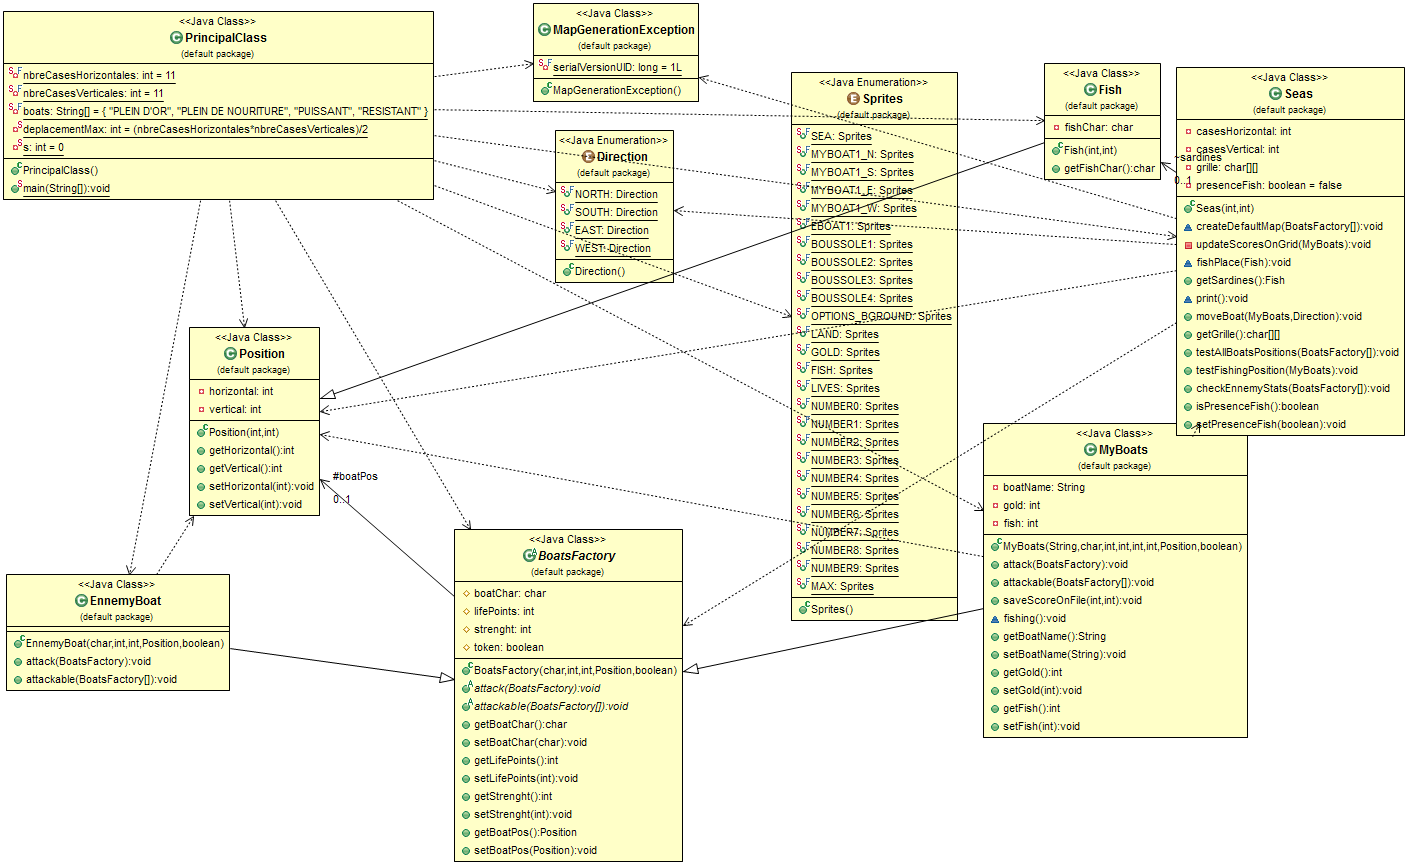 <<Java Class>>
PrincipalClass
(default package)
nbreCasesHorizontales: int = 11
nbreCasesVerticales: int = 11
boats: String[] = { "PLEIN D'OR", "PLEIN DE NOURITURE", "PUISSANT", "RESISTANT" }
deplacementMax: int = (nbreCasesHorizontales*nbreCasesVerticales)/2
s: int = 0
PrincipalClass()
main(String[]):void
<<Java Class>>
MapGenerationException
(default package)
serialVersionUID: long = 1L
MapGenerationException()
<<Java Enumeration>>
Direction
(default package)
NORTH: Direction
SOUTH: Direction
EAST: Direction
WEST: Direction
Direction()
<<Java Enumeration>>
Sprites
(default package)
SEA: Sprites
MYBOAT1_N: Sprites
MYBOAT1_S: Sprites
MYBOAT1_E: Sprites
MYBOAT1_W: Sprites
EBOAT1: Sprites
BOUSSOLE1: Sprites
BOUSSOLE2: Sprites
BOUSSOLE3: Sprites
BOUSSOLE4: Sprites
OPTIONS_BGROUND: Sprites
LAND: Sprites
GOLD: Sprites
FISH: Sprites
LIVES: Sprites
NUMBER0: Sprites
NUMBER1: Sprites
NUMBER2: Sprites
NUMBER3: Sprites
NUMBER4: Sprites
NUMBER5: Sprites
NUMBER6: Sprites
NUMBER7: Sprites
NUMBER8: Sprites
NUMBER9: Sprites
MAX: Sprites
Sprites()
<<Java Class>>
Fish
(default package)
fishChar: char
Fish(int,int)
getFishChar():char
<<Java Class>>
Seas
(default package)
casesHorizontal: int
casesVertical: int
grille: char[][]
presenceFish: boolean = false
Seas(int,int)
createDefaultMap(BoatsFactory[]):void
updateScoresOnGrid(MyBoats):void
fishPlace(Fish):void
getSardines():Fish
print():void
moveBoat(MyBoats,Direction):void
getGrille():char[][]
testAllBoatsPositions(BoatsFactory[]):void
testFishingPosition(MyBoats):void
checkEnnemyStats(BoatsFactory[]):void
isPresenceFish():boolean
setPresenceFish(boolean):void
~sardines
0..1
<<Java Class>>
Position
(default package)
horizontal: int
vertical: int
Position(int,int)
getHorizontal():int
getVertical():int
setHorizontal(int):void
setVertical(int):void
#boatPos
0..1
<<Java Class>>
MyBoats
(default package)
boatName: String
gold: int
fish: int
MyBoats(String,char,int,int,int,int,Position,boolean)
attack(BoatsFactory):void
attackable(BoatsFactory[]):void
saveScoreOnFile(int,int):void
fishing():void
getBoatName():String
setBoatName(String):void
getGold():int
setGold(int):void
getFish():int
setFish(int):void
<<Java Class>>
BoatsFactory
(default package)
boatChar: char
lifePoints: int
strenght: int
token: boolean
BoatsFactory(char,int,int,Position,boolean)
attack(BoatsFactory):void
attackable(BoatsFactory[]):void
getBoatChar():char
setBoatChar(char):void
getLifePoints():int
setLifePoints(int):void
getStrenght():int
setStrenght(int):void
getBoatPos():Position
setBoatPos(Position):void
<<Java Class>>
EnnemyBoat
(default package)
EnnemyBoat(char,int,int,Position,boolean)
attack(BoatsFactory):void
attackable(BoatsFactory[]):void